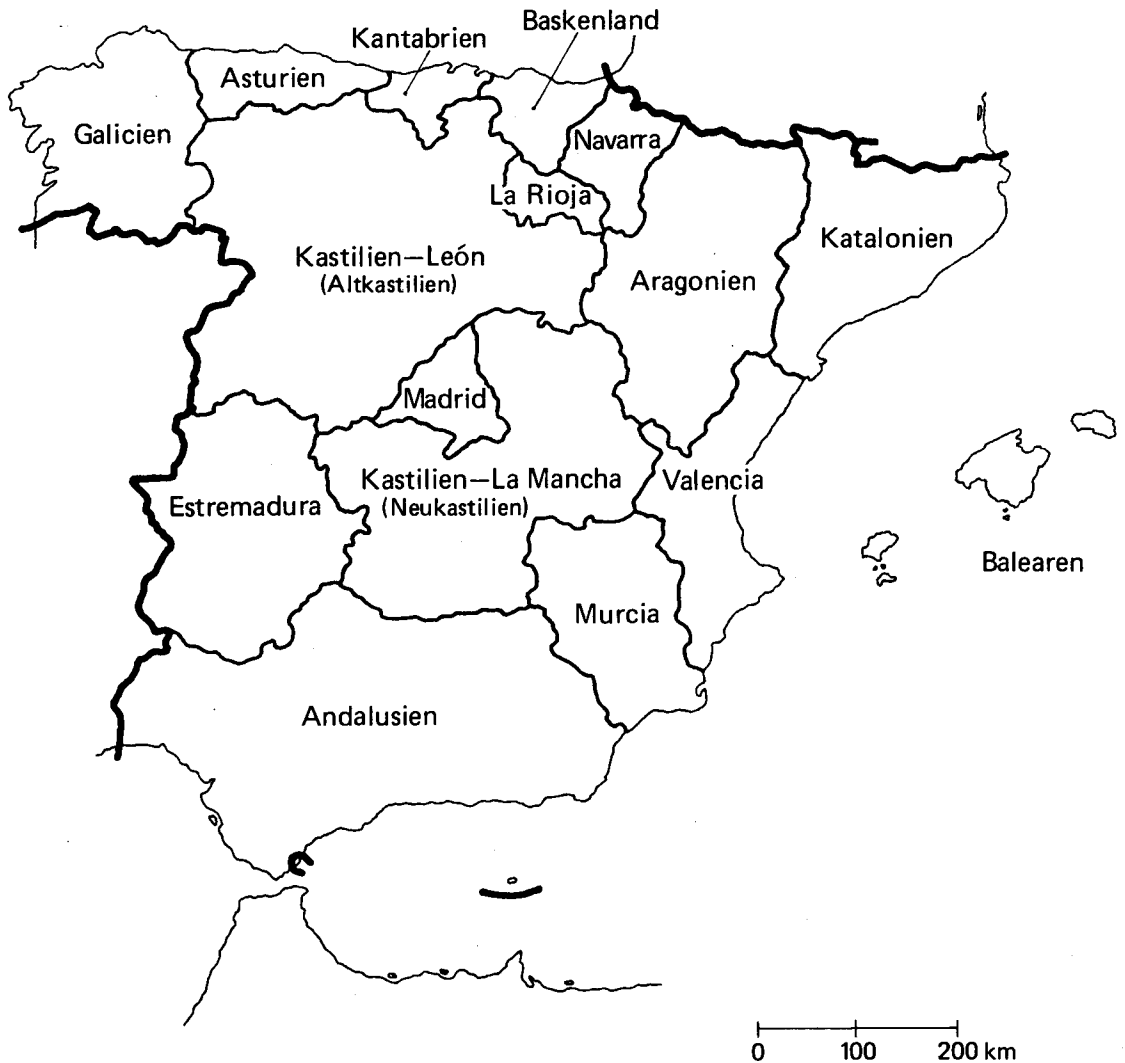 Baskenland
Kantabrien
Asturien
Galicien
Navarra
La Rioja
Katalonien
Kastilien—León
(Altkastilien)
Aragonien
Madrid
Kastilien—La Mancha
(Neukastilien)
Valencia
Estremadura
Balearen
Murcia
Andalusien
0 100 200 km